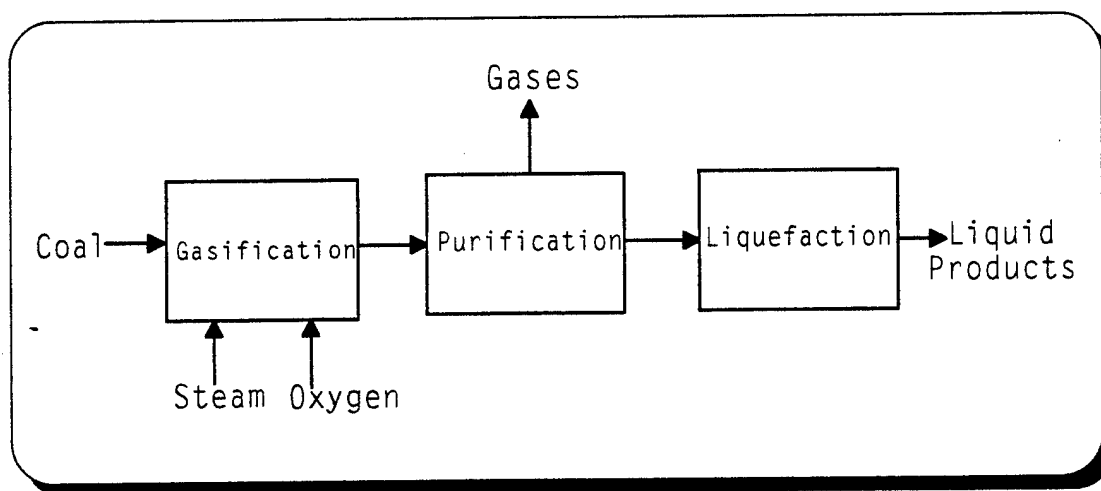 Gases
Coal
Gasification
Purification
Liquefaction
Liquid
Products
Steam Oxygen